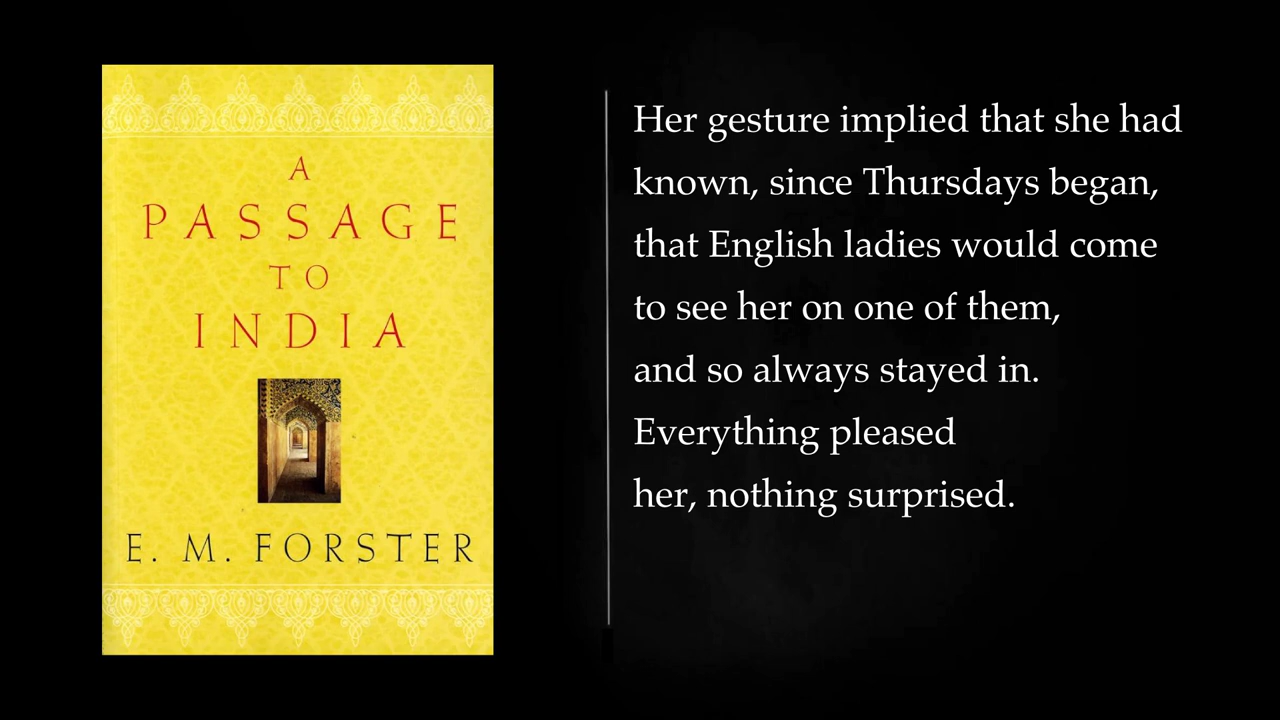 A
PASSAGE
TO
INDIA
E. M. FORSTER
Her gesture implied that she had
known, since Thursdays began,
that English ladies would come
to see her on one of them,
and so always stayed in.
Everything pleased
her, nothing surprised.